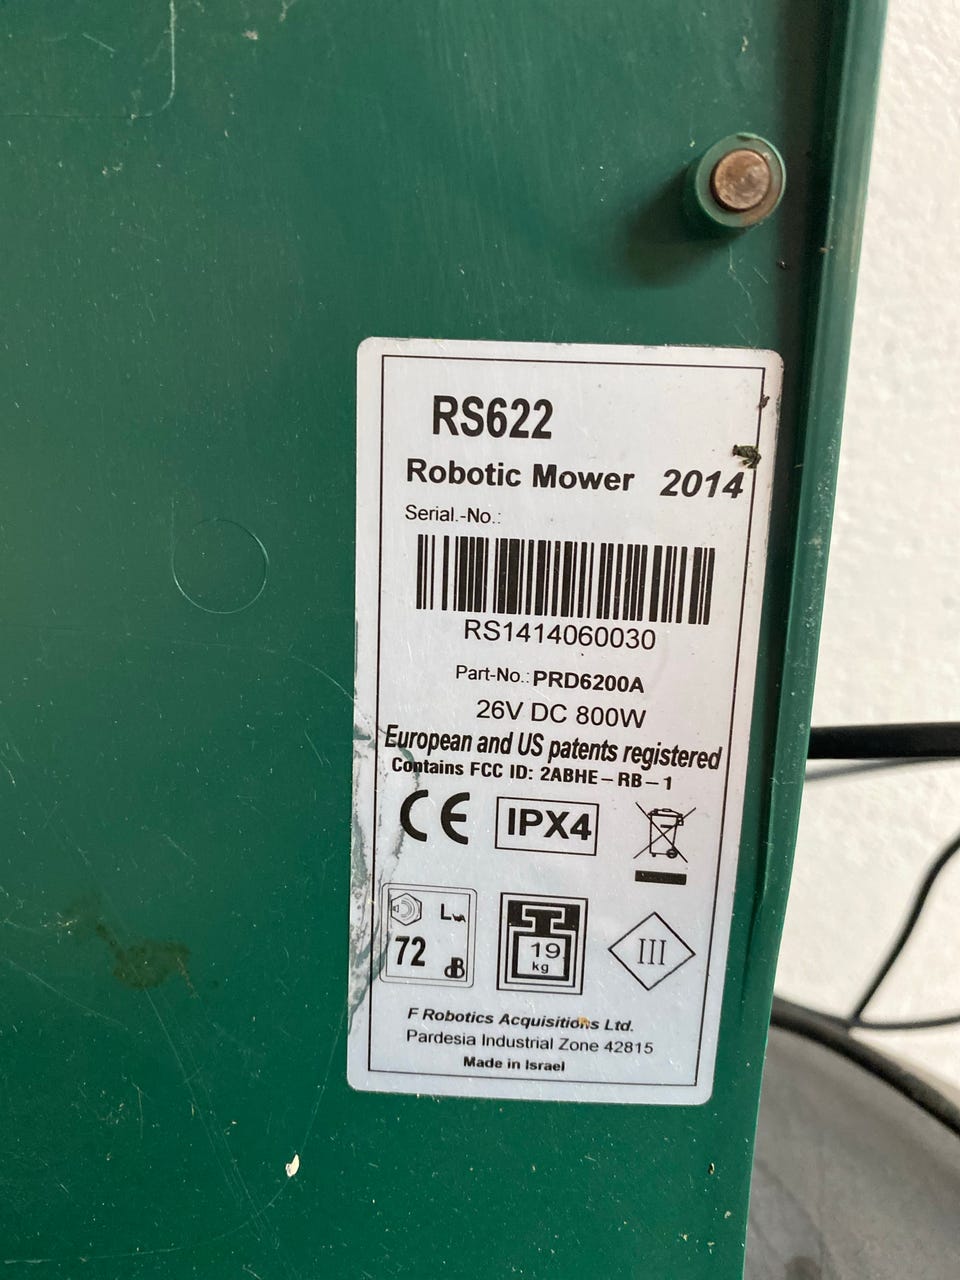 RS622
Robotic Mower 2014
Serial.-No.:
RS1414060030
Part-No.: PRD6200A
26V DC 800W
European and US patents registered
Contains FCC ID: 2ABHE-RB-1
CE IPX4
72 dB
19
kg
III
F Robotics Acquisitions Ltd.
Pardesia Industrial Zone 42815
Made in Israel